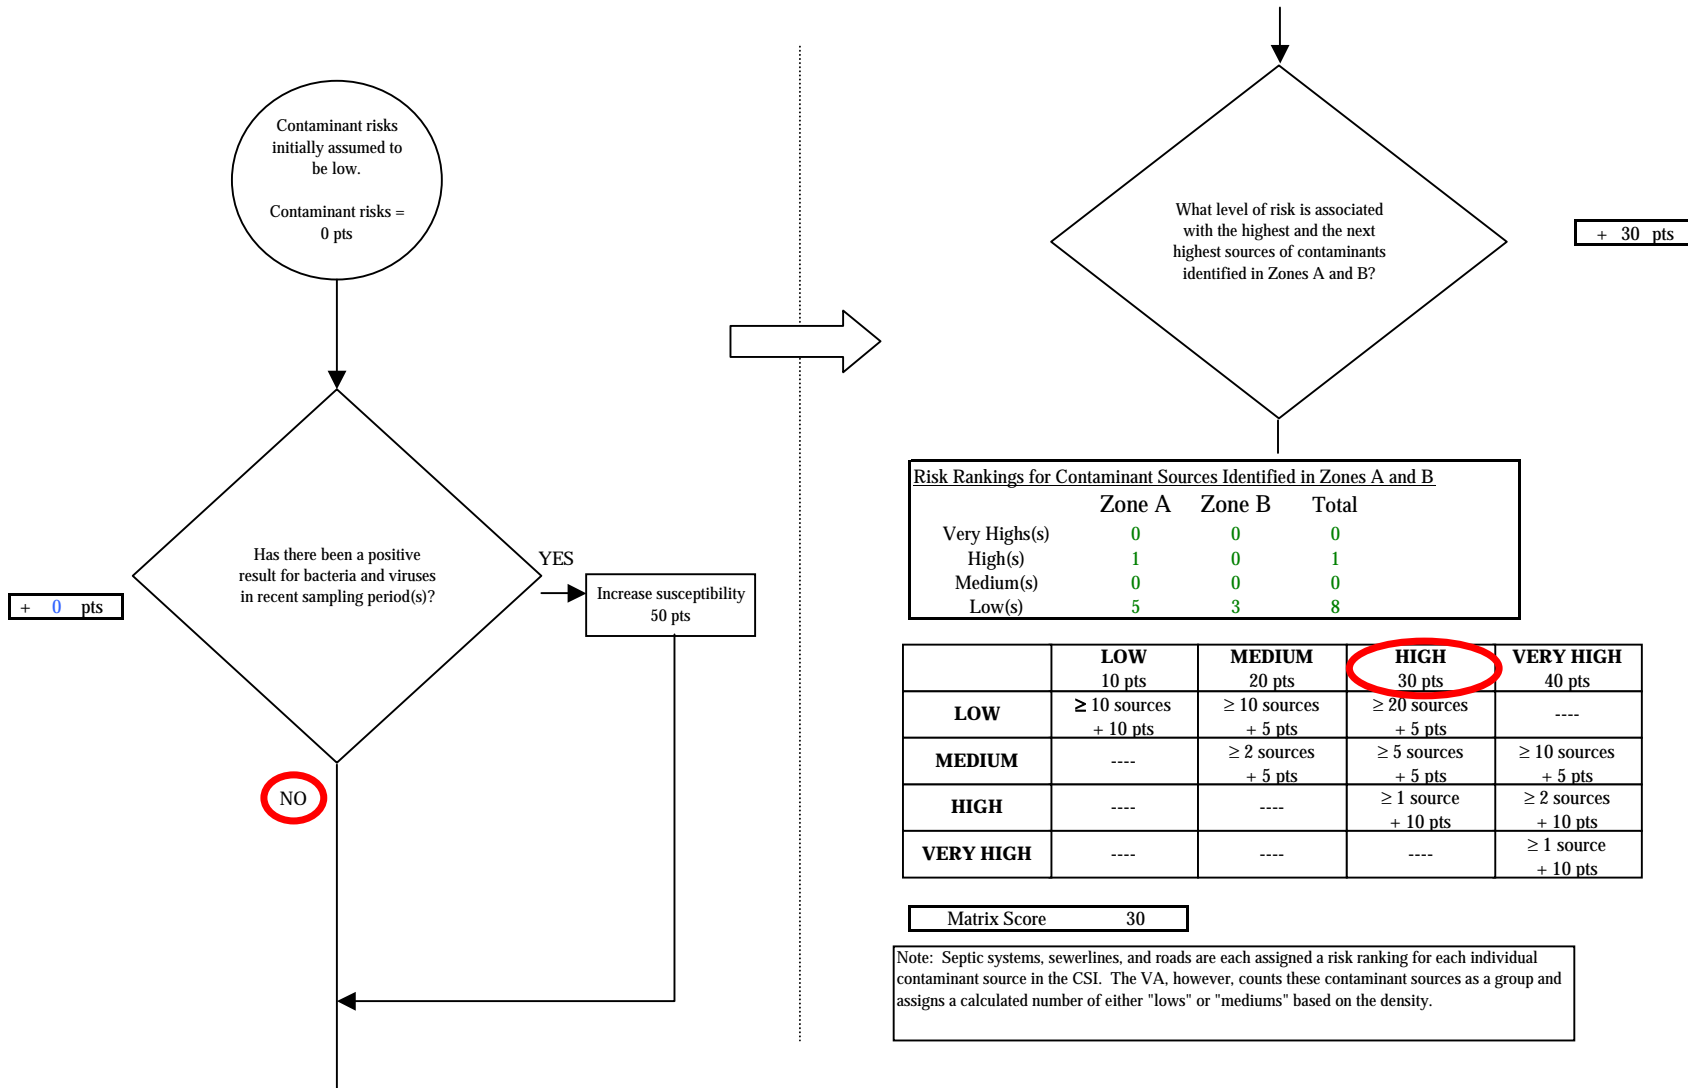 Contaminant risks
initially assumed to
be low.
Contaminant risks =
0 pts
Has there been a positive
result for bacteria and viruses
in recent sampling period(s)?
+ 0 pts
YES
Increase susceptibility
50 pts
NO
What level of risk is associated
with the highest and the next
highest sources of contaminants
identified in Zones A and B?
+ 30 pts
Risk Rankings for Contaminant Sources Identified in Zones A and B
Zone A Zone B Total
Very Highs(s) 0 0 0
High(s) 1 0 1
Medium(s) 0 0 0
Low(s) 5 3 8
LOW MEDIUM HIGH VERY HIGH
10 pts 20 pts 30 pts 40 pts
LOW ≥ 10 sources ≥ 10 sources ≥ 20 sources ----
+ 10 pts + 5 pts + 5 pts
MEDIUM ---- ≥ 2 sources ≥ 5 sources ≥ 10 sources
+ 5 pts + 5 pts + 5 pts
HIGH ---- ---- ≥ 1 source ≥ 2 sources
+ 10 pts + 10 pts
VERY HIGH ---- ---- ---- ≥ 1 source
+ 10 pts
Matrix Score 30
Note: Septic systems, sewerlines, and roads are each assigned a risk ranking for each individual
contaminant source in the CSI. The VA, however, counts these contaminant sources as a group and
assigns a calculated number of either "lows" or "mediums" based on the density.